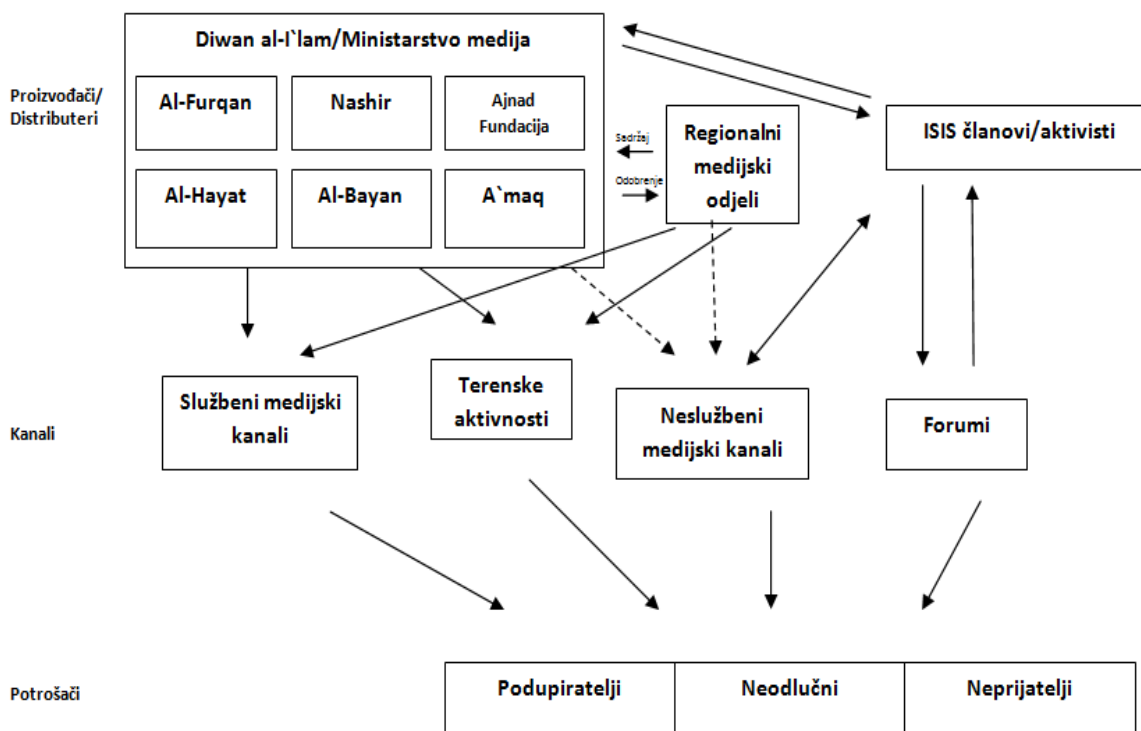 Diwan al-I`lam/Ministarstvo medija
Proizvođači/
Distributeri
Al-Furqan
Nashir
Ajnad
Fundacija
Al-Hayat
Al-Bayan
A`maq
Sadržaj
Odobrenje
Regionalni
medijski
odjeli
ISIS članovi/aktivisti
Kanali
Službeni medijski
kanali
Terenske
aktivnosti
Neslužbeni
medijski kanali
Forumi
Potrošači
Podupiratelji
Neodlučni
Neprijatelji